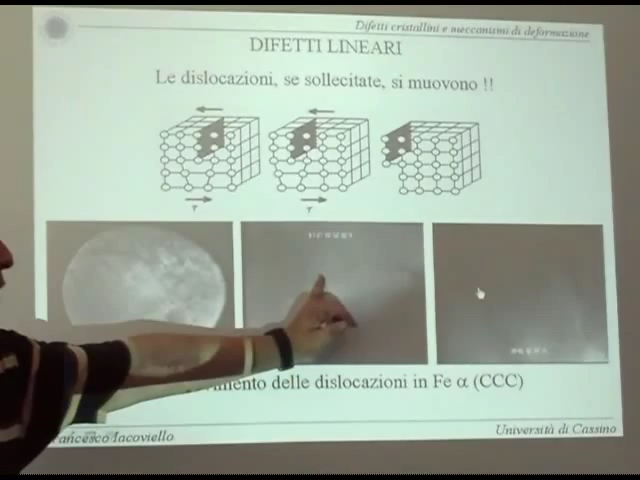 Difetti cristallini e meccanismi di deformazione
DIFETTI LINEARI
Le dislocazioni, se sollecitate, si muovono !!
τ τ
delle dislocazioni in Fe α (CCC)
Francesco Iacoviello
Università di Cassino